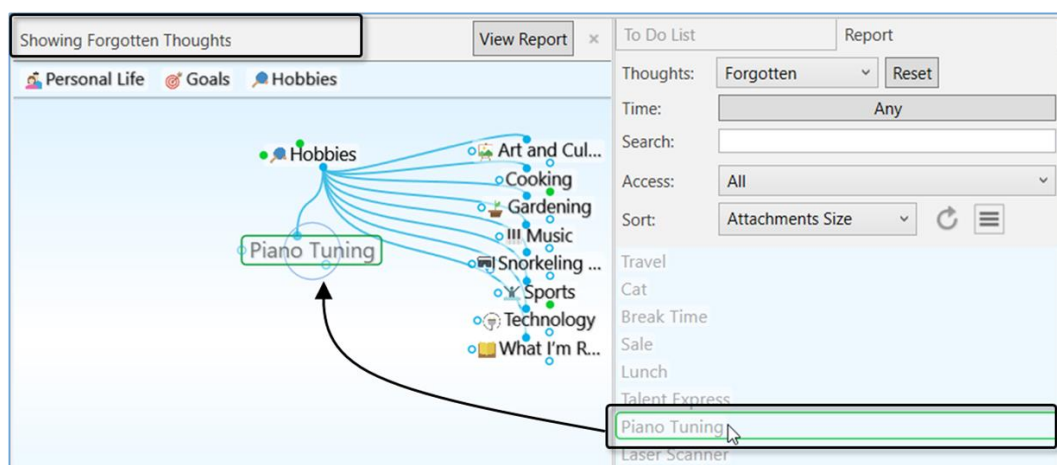 Showing Forgotten Thoughts
View Report
×
Personal Life
Goals
Hobbies
Hobbies
Piano Tuning
Art and Cul...
Cooking
Gardening
Music
Snorkeling ...
Sports
Technology
What I'm R...
To Do List
Report
Thoughts: Forgotten Reset
Time: Any
Search:
Access: All
Sort: Attachments Size
Travel
Cat
Break Time
Sale
Lunch
Talent Express
Piano Tuning
Laser Scanner